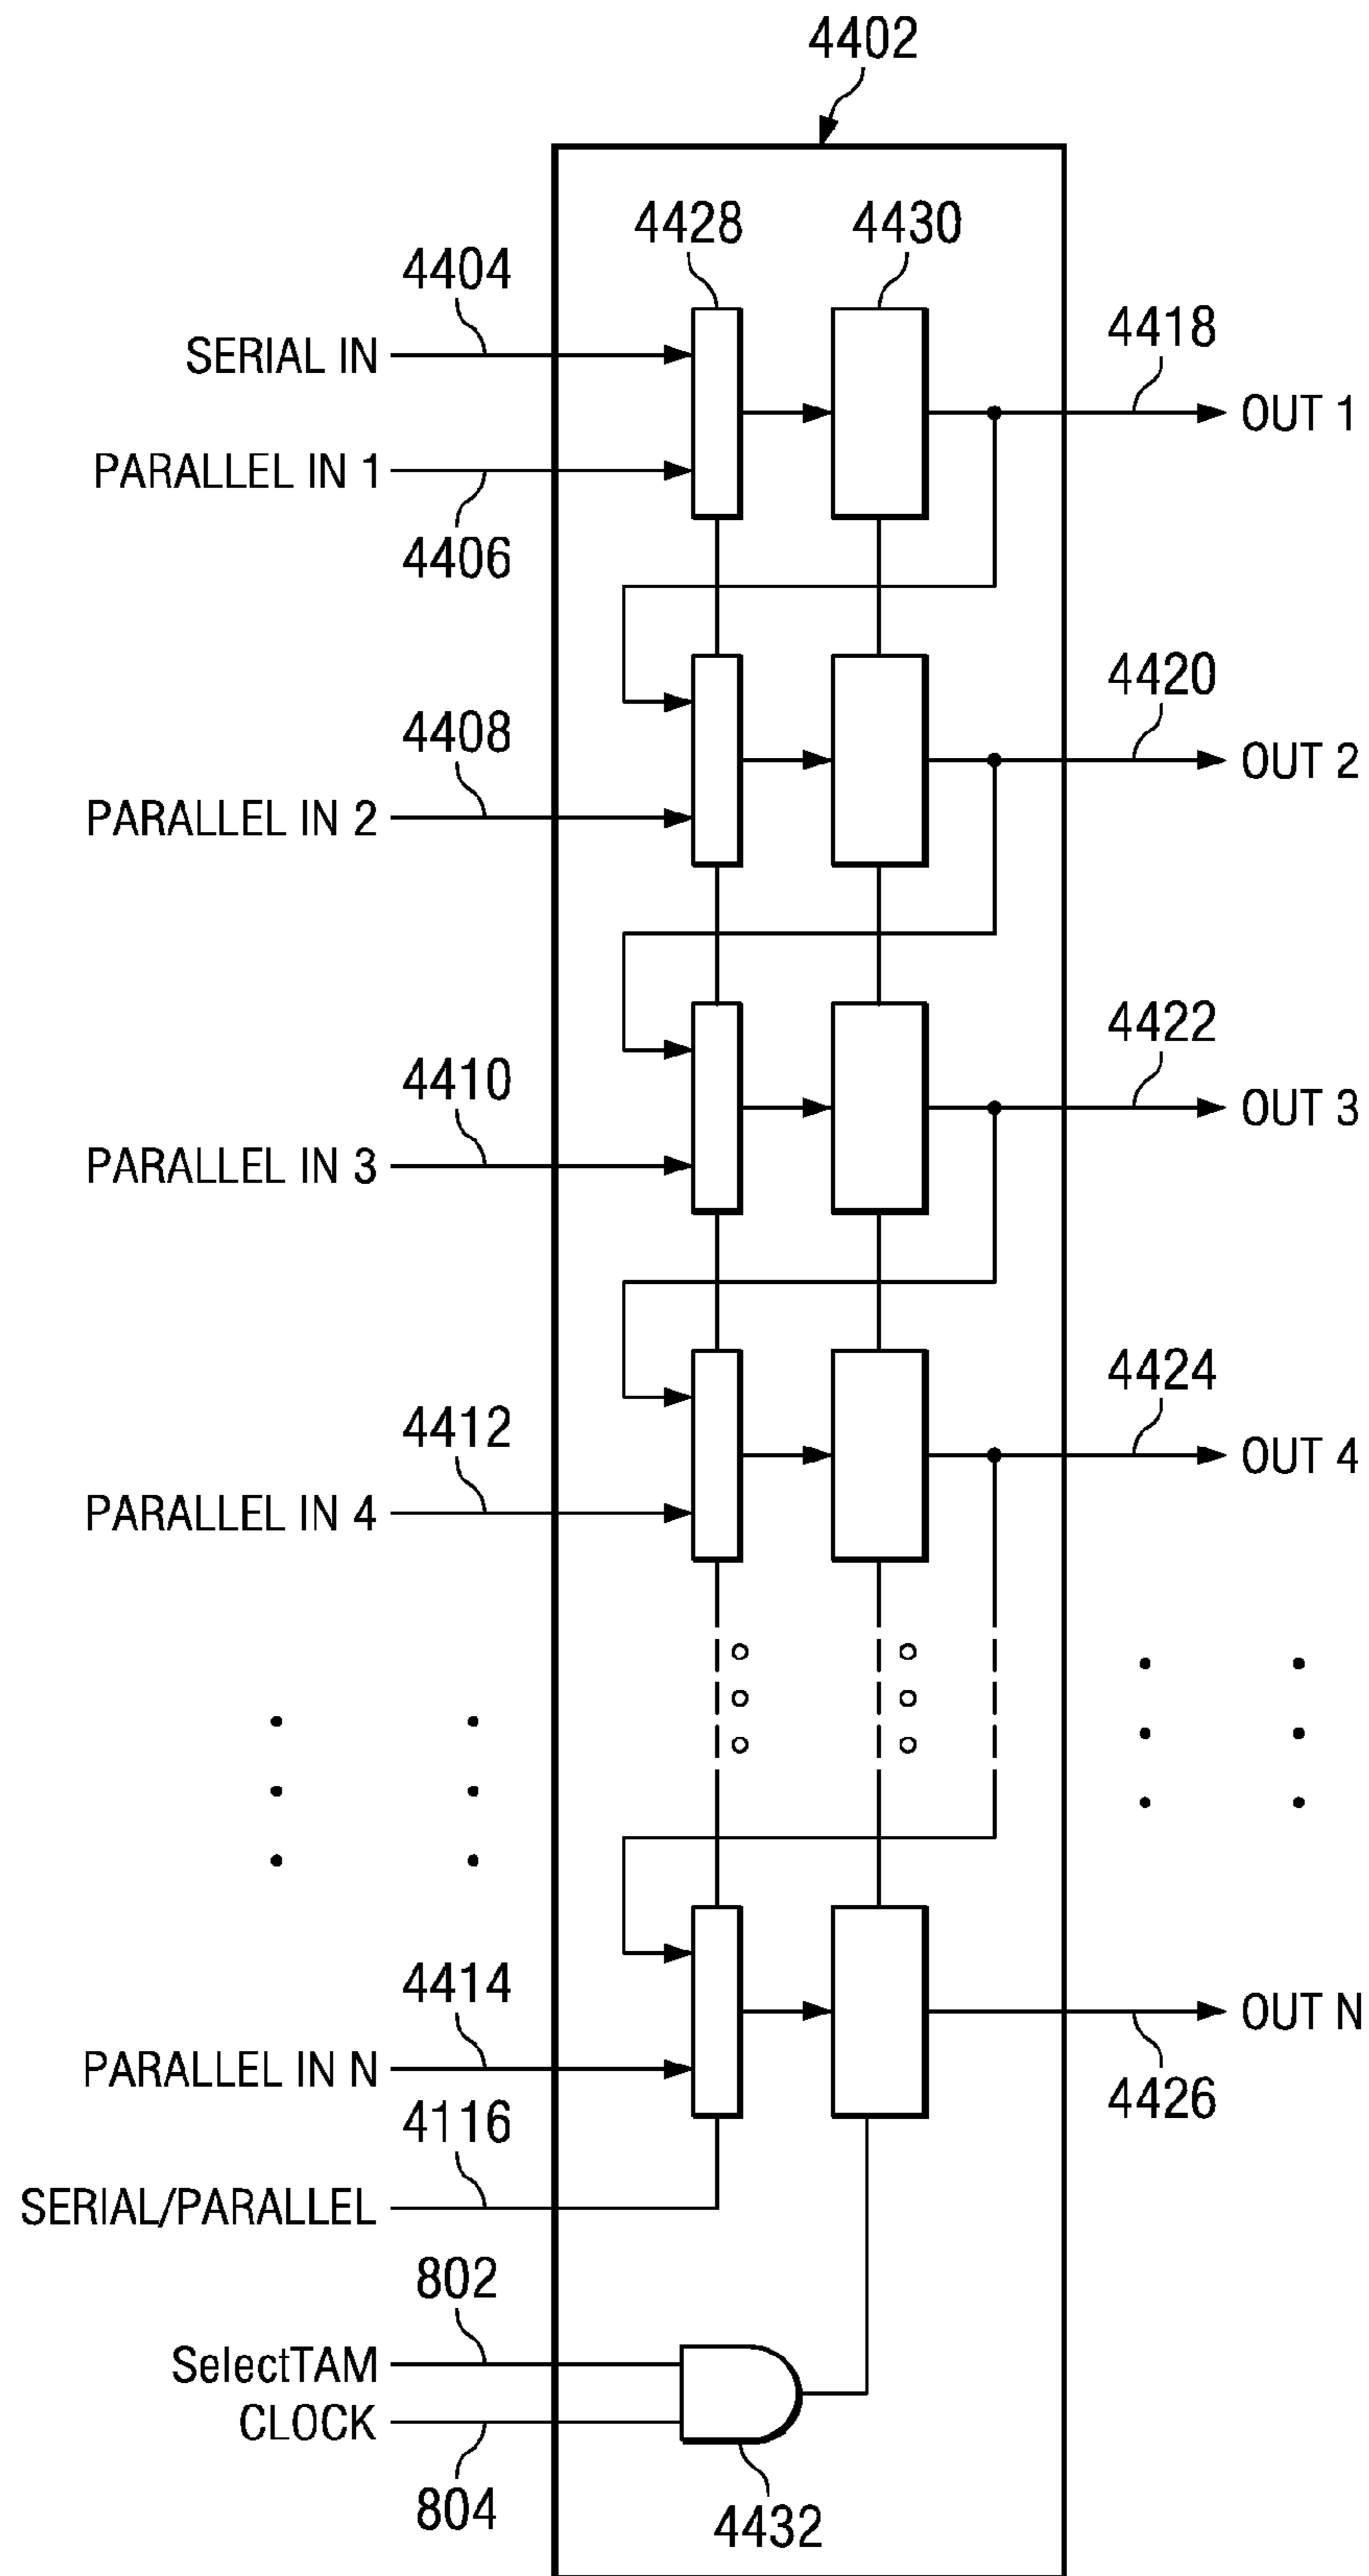 4402
4428
4430
4404
SERIAL IN
4418
OUT 1
PARALLEL IN 1
4406
4420
4408
OUT 2
PARALLEL IN 2
4422
4410
OUT 3
PARALLEL IN 3
4424
4412
OUT 4
PARALLEL IN 4
4414
OUT N
PARALLEL IN N
4426
4116
SERIAL/PARALLEL
802
SelectTAM
CLOCK
804
4432